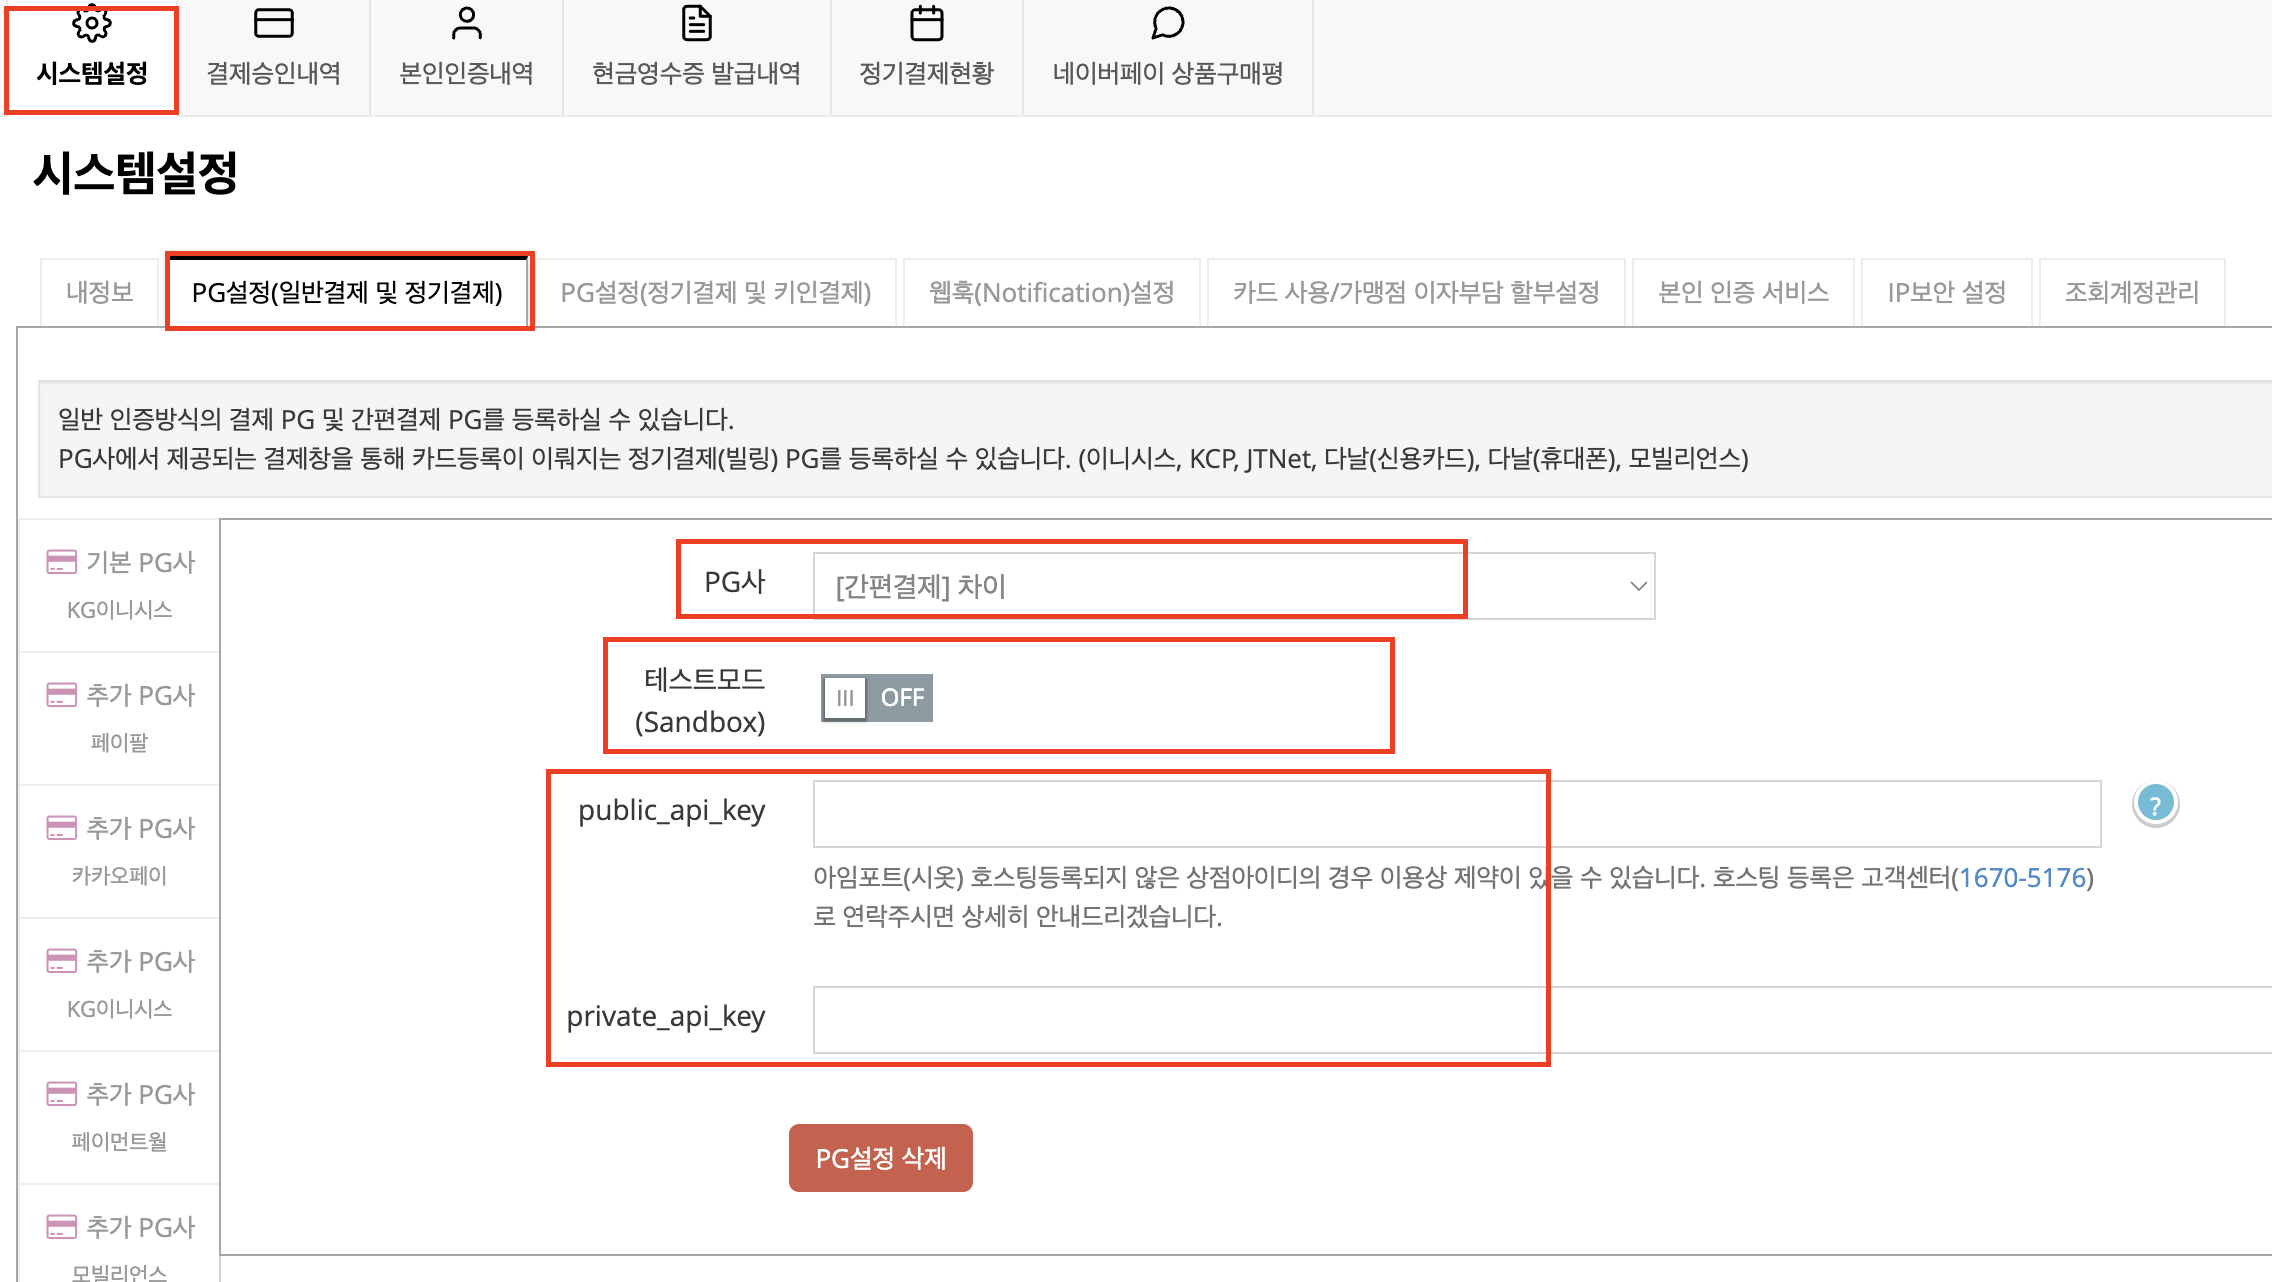 시스템설정
결제승인내역
본인인증내역
현금영수증 발급내역
정기결제현황
네이버페이 상품구매평
시스템설정
내정보
PG설정(일반결제 및 정기결제)
PG설정(정기결제 및 키인결제)
웹훅(Notification)설정
카드 사용/가맹점 이자부담 할부설정
본인 인증 서비스
IP보안 설정
조회계정관리
일반 인증방식의 결제 PG 및 간편결제 PG를 등록하실 수 있습니다.
PG사에서 제공되는 결제창을 통해 카드등록이 이뤄지는 정기결제(빌링) PG를 등록하실 수 있습니다. (이니시스, KCP, JTNet, 다날(신용카드), 다날(휴대폰), 모빌리언스)
기본 PG사
KG이니시스
추가 PG사
페이팔
추가 PG사
카카오페이
추가 PG사
KG이니시스
추가 PG사
페이먼트월
추가 PG사
모빌리언스
PG사
[간편결제] 차이
테스트모드
(Sandbox)
OFF
public_api_key
?
아임포트(시옷) 호스팅등록되지 않은 상점아이디의 경우 이용상 제약이 있을 수 있습니다. 호스팅 등록은 고객센터(1670-5176)
로 연락주시면 상세히 안내드리겠습니다.
private_api_key
PG설정 삭제